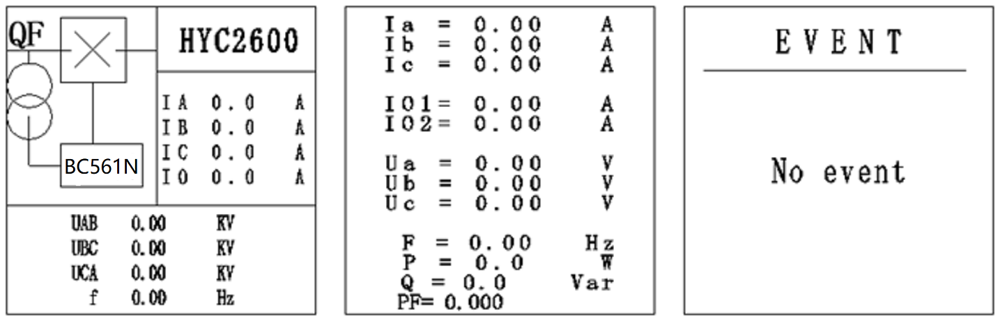 QF
HYC2600
IA 0.0 A
IB 0.0 A
IC 0.0 A
IO 0.0 A
BC561N
UAB 0.00 KV
UBC 0.00 KV
UCA 0.00 KV
f 0.00 Hz
Ia = 0.00 A
Ib = 0.00 A
Ic = 0.00 A
IO1= 0.00 A
IO2= 0.00 A
Ua = 0.00 V
Ub = 0.00 V
Uc = 0.00 V
F = 0.00 Hz
P = 0.0 W
Q = 0.0 Var
PF= 0.000
EVENT
No event